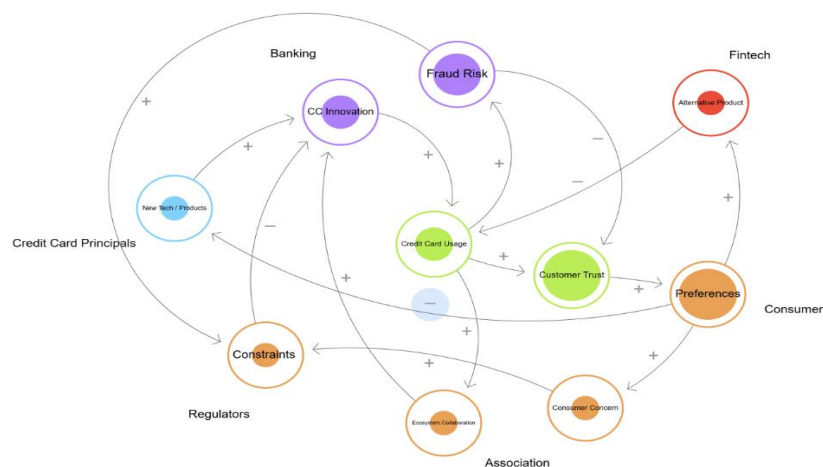 Banking
Fraud Risk
Fintech
CC Innovation
Alternative Product
+
+
+
+
−
−
+
−
+
New Tech / Products
Credit Card Principals
Credit Card Usage
+
Customer Trust
+
Preferences
Consumer
−
+
+
+
+
Constraints
Regulators
Ecosystem Collaboration
Consumer Concern
Association